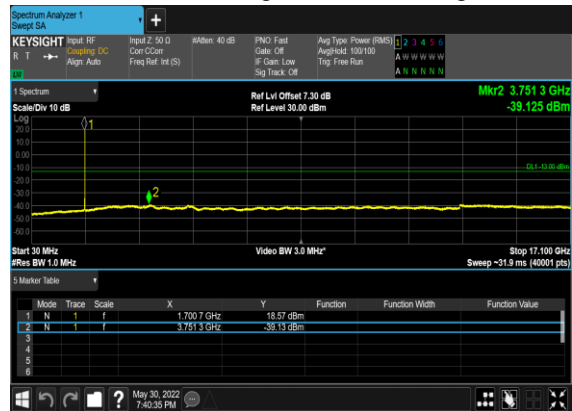 Spectrum Analyzer 1
Swept SA
+
KEYSIGHT Input: RF Input Z: 50 Ω #Atten: 40 dB PNO: Fast Avg Type: Power (RMS) 1 2 3 4 5 6
R T Coupling: DC Corr CCorr Gate: Off Avg|Hold: 100/100 A W W W W W
Align: Auto Freq Ref: Int (S) IF Gain: Low Trig: Free Run
Sig Track: Off A N N N N N
1 Spectrum Ref Lvl Offset 7.30 dB Mkr2 3.751 3 GHz
Scale/Div 10 dB Ref Level 30.00 dBm -39.125 dBm
Log
20.0
10.0
0.00
-10.0
-20.0
-30.0
-40.0
-50.0
-60.0
1
2
DL1 -13.00 dBm
Start 30 MHz Video BW 3.0 MHz* Stop 17.100 GHz
#Res BW 1.0 MHz Sweep ~31.9 ms (40001 pts)
5 Marker Table
Mode Trace Scale X Y Function Function Width Function Value
1 N 1 f 1.700 7 GHz 18.57 dBm
2 N 1 f 3.751 3 GHz -39.13 dBm
3
4
5
6
? May 30, 2022
7:40:35 PM